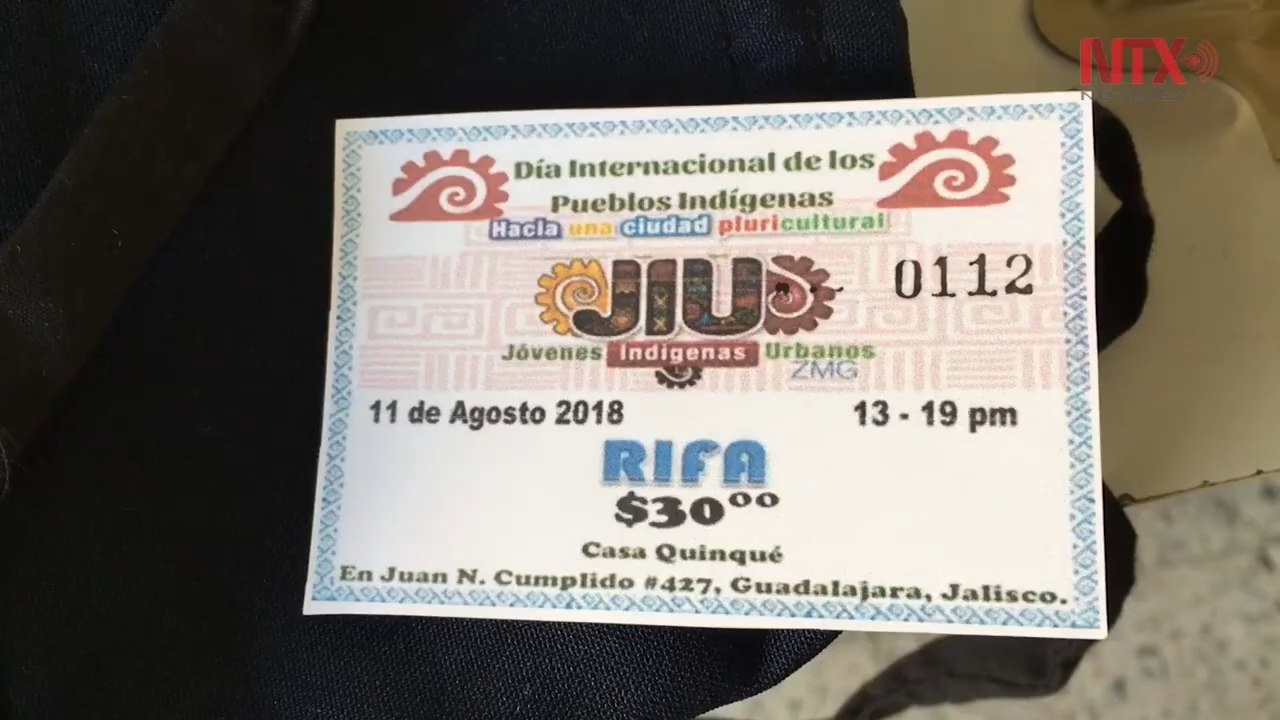 NTX
Día Internacional de los
Pueblos Indígenas
Hacia una ciudad pluricultural
JIU
0112
Jóvenes Indígenas Urbanos
ZMG
11 de Agosto 2018
13 - 19 pm
RIFA
$30°°
Casa Quinqué
En Juan N. Cumplido #427, Guadalajara, Jalisco.